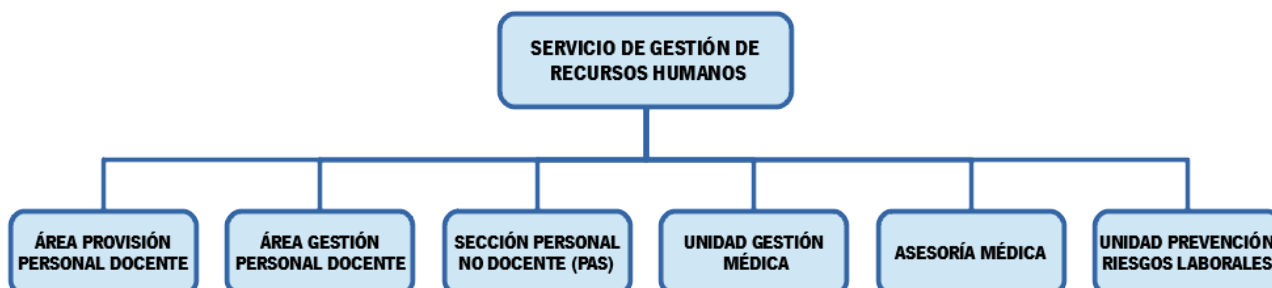 SERVICIO DE GESTIÓN DE
RECURSOS HUMANOS
ÁREA PROVISIÓN
PERSONAL DOCENTE
ÁREA GESTIÓN
PERSONAL DOCENTE
SECCIÓN PERSONAL
NO DOCENTE (PAS)
UNIDAD GESTIÓN
MÉDICA
ASESORÍA MÉDICA
UNIDAD PREVENCIÓN
RIESGOS LABORALES